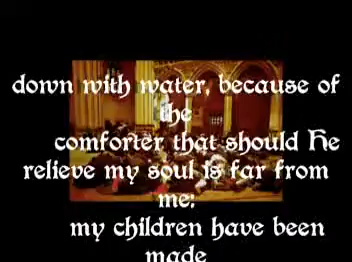 down with water, because of
the
comforter that should He
relieve my soul is far from
me:
my children have been
made